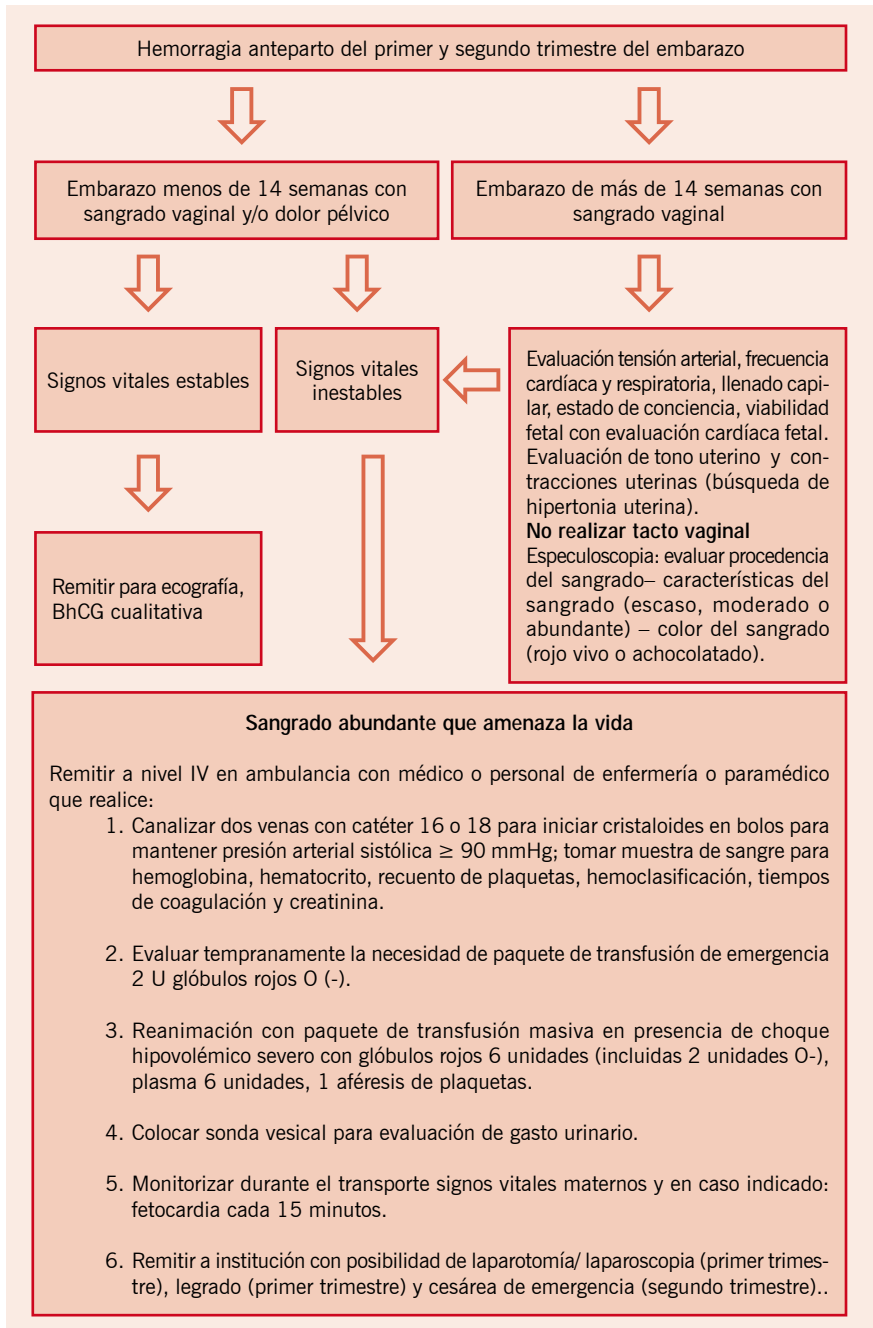 Hemorragia anteparto del primer y segundo trimestre del embarazo
Embarazo menos de 14 semanas con
sangrado vaginal y/o dolor pélvico
Embarazo de más de 14 semanas con
sangrado vaginal
Signos vitales estables
Signos vitales
inestables
Evaluación tensión arterial, frecuencia
cardíaca y respiratoria, llenado capi-
lar, estado de conciencia, viabilidad
fetal con evaluación cardíaca fetal.
Evaluación de tono uterino y con-
tracciones uterinas (búsqueda de
hipertonia uterina).
No realizar tacto vaginal
Especuloscopia: evaluar procedencia
del sangrado– características del
sangrado (escaso, moderado o
abundante) – color del sangrado
(rojo vivo o achocolatado).
Remitir para ecografía,
BhCG cualitativa
Sangrado abundante que amenaza la vida
Remitir a nivel IV en ambulancia con médico o personal de enfermería o paramédico
que realice:
1. Canalizar dos venas con catéter 16 o 18 para iniciar cristaloides en bolos para
mantener presión arterial sistólica ≥ 90 mmHg; tomar muestra de sangre para
hemoglobina, hematocrito, recuento de plaquetas, hemoclasificación, tiempos
de coagulación y creatinina.
2. Evaluar tempranamente la necesidad de paquete de transfusión de emergencia
2 U glóbulos rojos O (-).
3. Reanimación con paquete de transfusión masiva en presencia de choque
hipovolémico severo con glóbulos rojos 6 unidades (incluidas 2 unidades O-),
plasma 6 unidades, 1 aféresis de plaquetas.
4. Colocar sonda vesical para evaluación de gasto urinario.
5. Monitorizar durante el transporte signos vitales maternos y en caso indicado:
fetocardia cada 15 minutos.
6. Remitir a institución con posibilidad de laparotomía/ laparoscopia (primer trimes-
tre), legrado (primer trimestre) y cesárea de emergencia (segundo trimestre)..